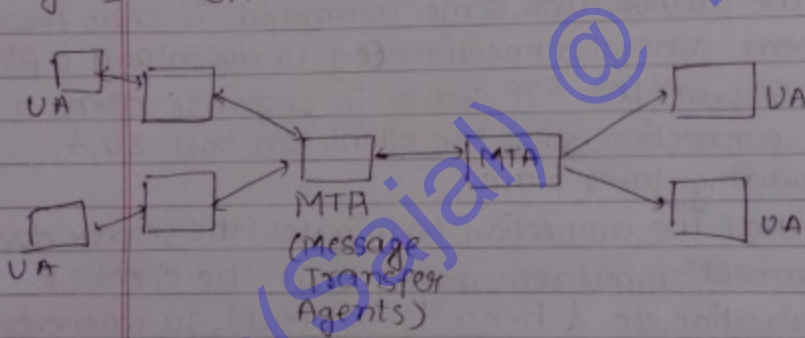 UA
UA
MTA
(Message
Transfer
Agents)
MTA
UA
UA
(Sajal) @